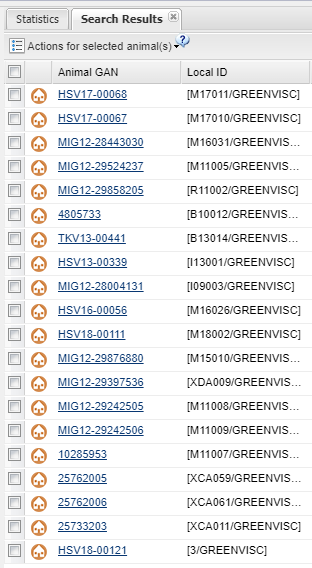 Statistics Search Results
Actions for selected animal(s)
Animal GAN Local ID
HSV17-00068 [M17011/GREENVISC]
HSV17-00067 [M17010/GREENVISC]
MIG12-28443030 [M16031/GREENVIS...
MIG12-29524237 [M11005/GREENVIS...
MIG12-29858205 [R11002/GREENVIS...
4805733 [B10012/GREENVIS...
TKV13-00441 [B13014/GREENVIS...
HSV13-00339 [I13001/GREENVISC]
MIG12-28004131 [I09003/GREENVISC]
HSV16-00056 [M16026/GREENVIS...
HSV18-00111 [M18002/GREENVIS...
MIG12-29876880 [M15010/GREENVIS...
MIG12-29397536 [XDA009/GREENVIS...
MIG12-29242505 [M11008/GREENVIS...
MIG12-29242506 [M11009/GREENVIS...
10285953 [M11007/GREENVIS...
25762005 [XCA059/GREENVIS...
25762006 [XCA061/GREENVIS...
25733203 [XCA011/GREENVISC]
HSV18-00121 [3/GREENVISC]